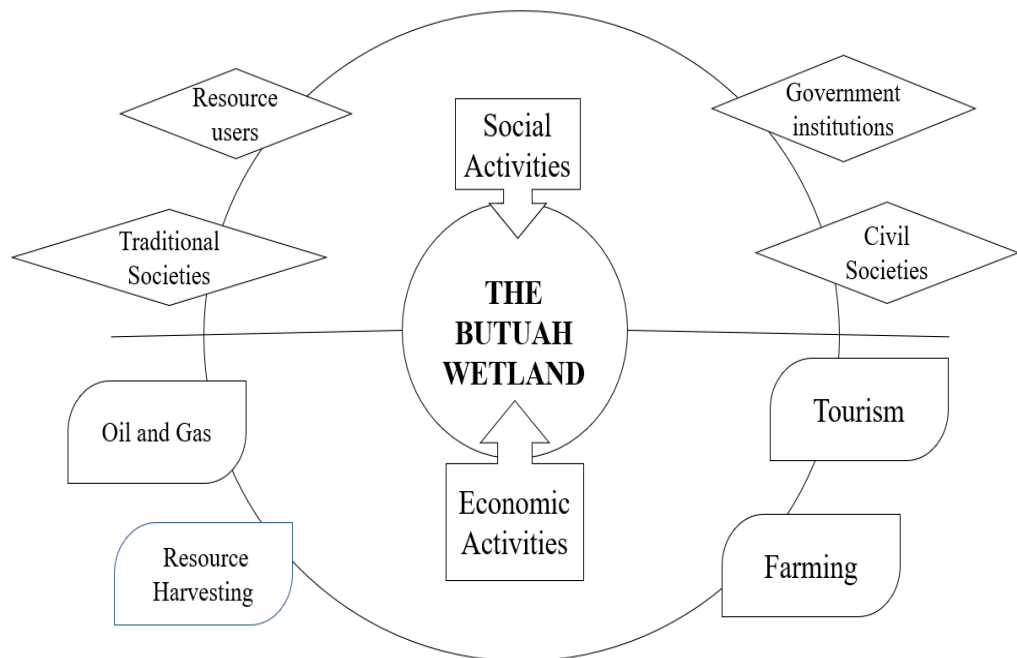 Resource
users
Social
Activities
Government
institutions
Traditional
Societies
Civil
Societies
THE
BUTUAH
WETLAND
Oil and Gas
Tourism
Economic
Activities
Resource
Harvesting
Farming